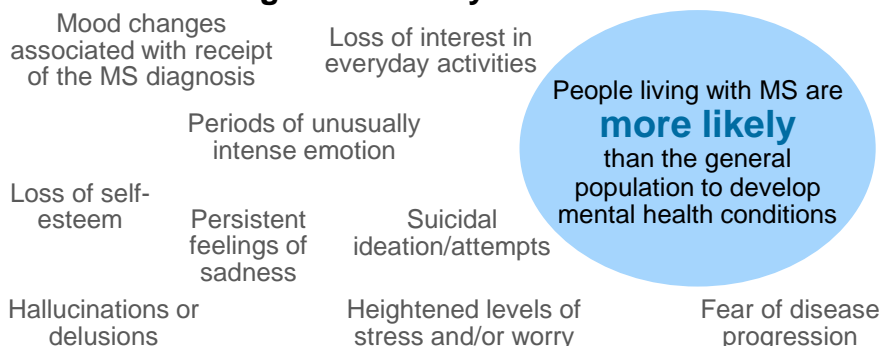 Mood changes
associated with receipt
of the MS diagnosis
Loss of interest in
everyday activities
People living with MS are
more likely
than the general
population to develop
mental health conditions
Periods of unusually
intense emotion
Loss of self-
esteem
Persistent
feelings of
sadness
Suicidal
ideation/attempts
Hallucinations or
delusions
Heightened levels of
stress and/or worry
Fear of disease
progression